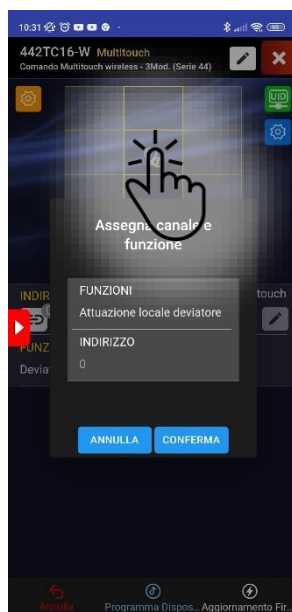 10:31
442TC16-W Multitouch
Comando Multitouch wireless - 3Mod. (Serie 44)
UID
Assegna canale e
funzione
INDIR
touch
FUNZIONI
Attuazione locale deviatore
INDIRIZZO
0
FUNZ
Devia
ANNULLA CONFERMA
Annulla
Programma Dispos... Aggiornamento Fir...